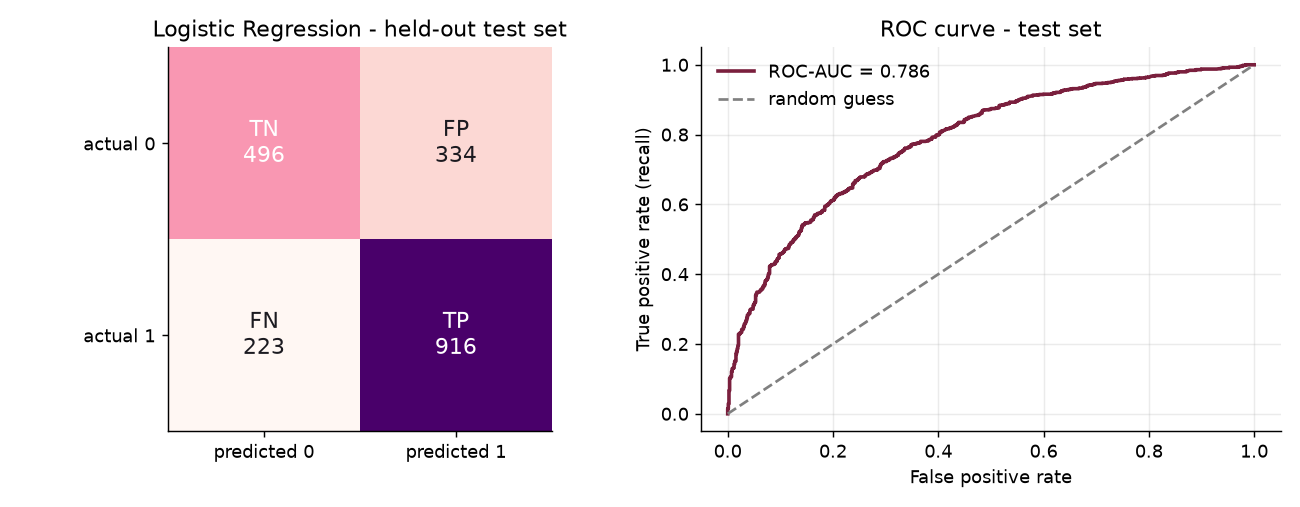 Logistic Regression - held-out test set
actual 0
TN
496
FP
334
actual 1
FN
223
TP
916
predicted 0
predicted 1
ROC curve - test set
ROC-AUC = 0.786
random guess
True positive rate (recall)
1.0
0.8
0.6
0.4
0.2
0.0
0.0
0.2
0.4
0.6
0.8
1.0
False positive rate